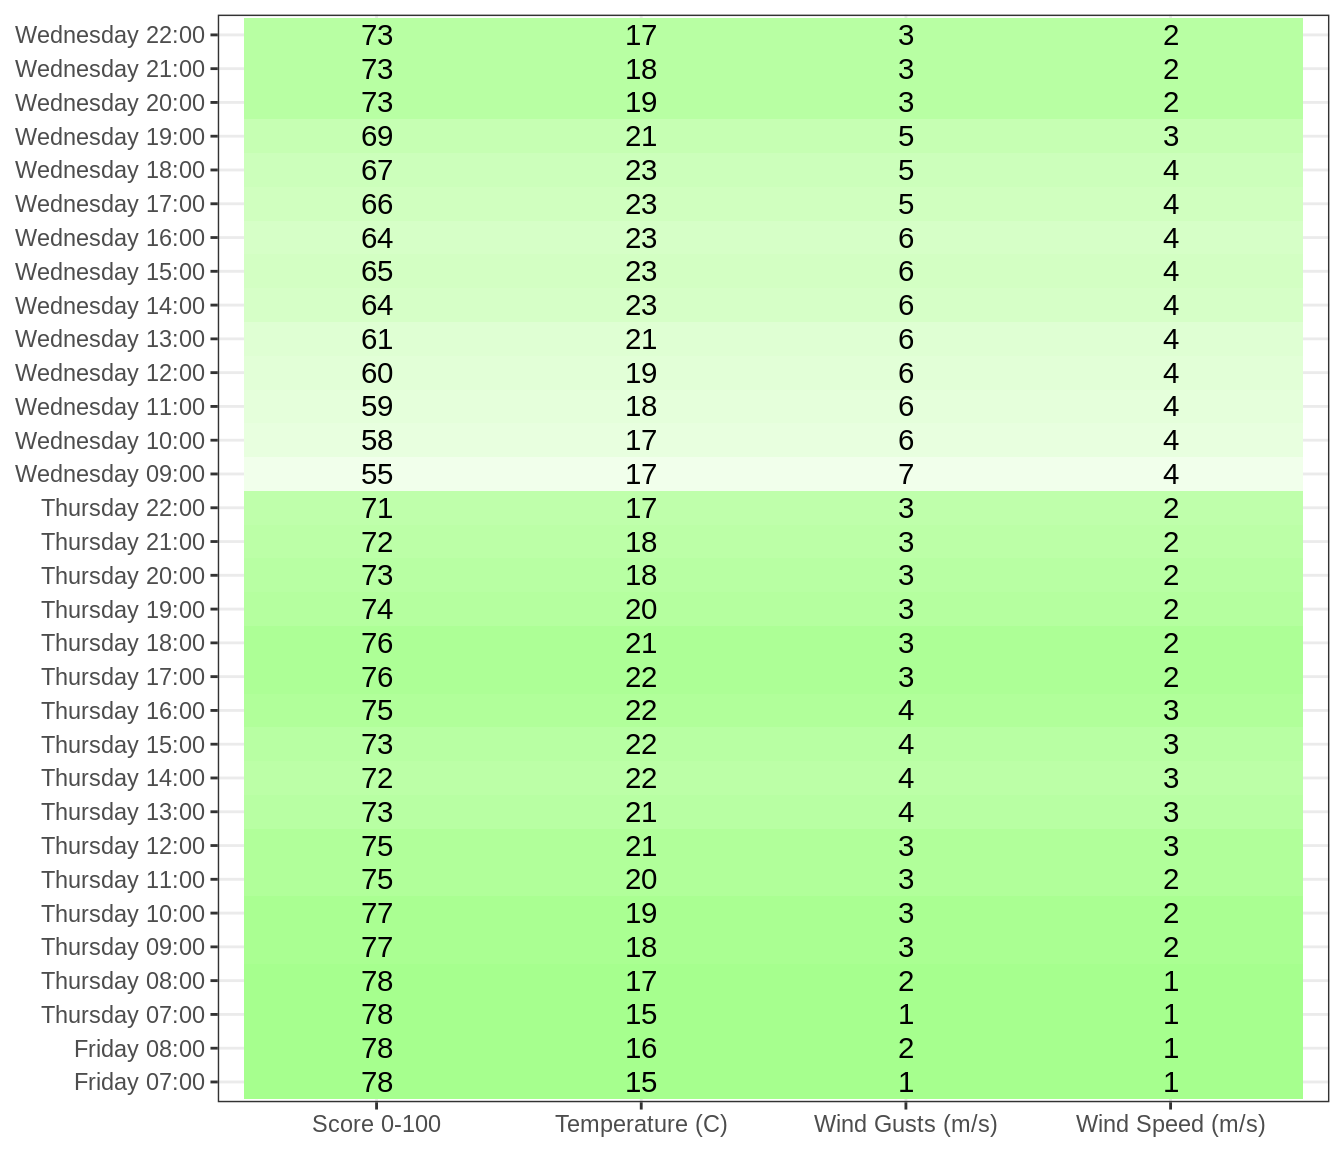 Wednesday 22:00 73 17 3 2
Wednesday 21:00 73 18 3 2
Wednesday 20:00 73 19 3 2
Wednesday 19:00 69 21 5 3
Wednesday 18:00 67 23 5 4
Wednesday 17:00 66 23 5 4
Wednesday 16:00 64 23 6 4
Wednesday 15:00 65 23 6 4
Wednesday 14:00 64 23 6 4
Wednesday 13:00 61 21 6 4
Wednesday 12:00 60 19 6 4
Wednesday 11:00 59 18 6 4
Wednesday 10:00 58 17 6 4
Wednesday 09:00 55 17 7 4
Thursday 22:00 71 17 3 2
Thursday 21:00 72 18 3 2
Thursday 20:00 73 18 3 2
Thursday 19:00 74 20 3 2
Thursday 18:00 76 21 3 2
Thursday 17:00 76 22 3 2
Thursday 16:00 75 22 4 3
Thursday 15:00 73 22 4 3
Thursday 14:00 72 22 4 3
Thursday 13:00 73 21 4 3
Thursday 12:00 75 21 3 3
Thursday 11:00 75 20 3 2
Thursday 10:00 77 19 3 2
Thursday 09:00 77 18 3 2
Thursday 08:00 78 17 2 1
Thursday 07:00 78 15 1 1
Friday 08:00 78 16 2 1
Friday 07:00 78 15 1 1
Score 0-100 Temperature (C) Wind Gusts (m/s) Wind Speed (m/s)